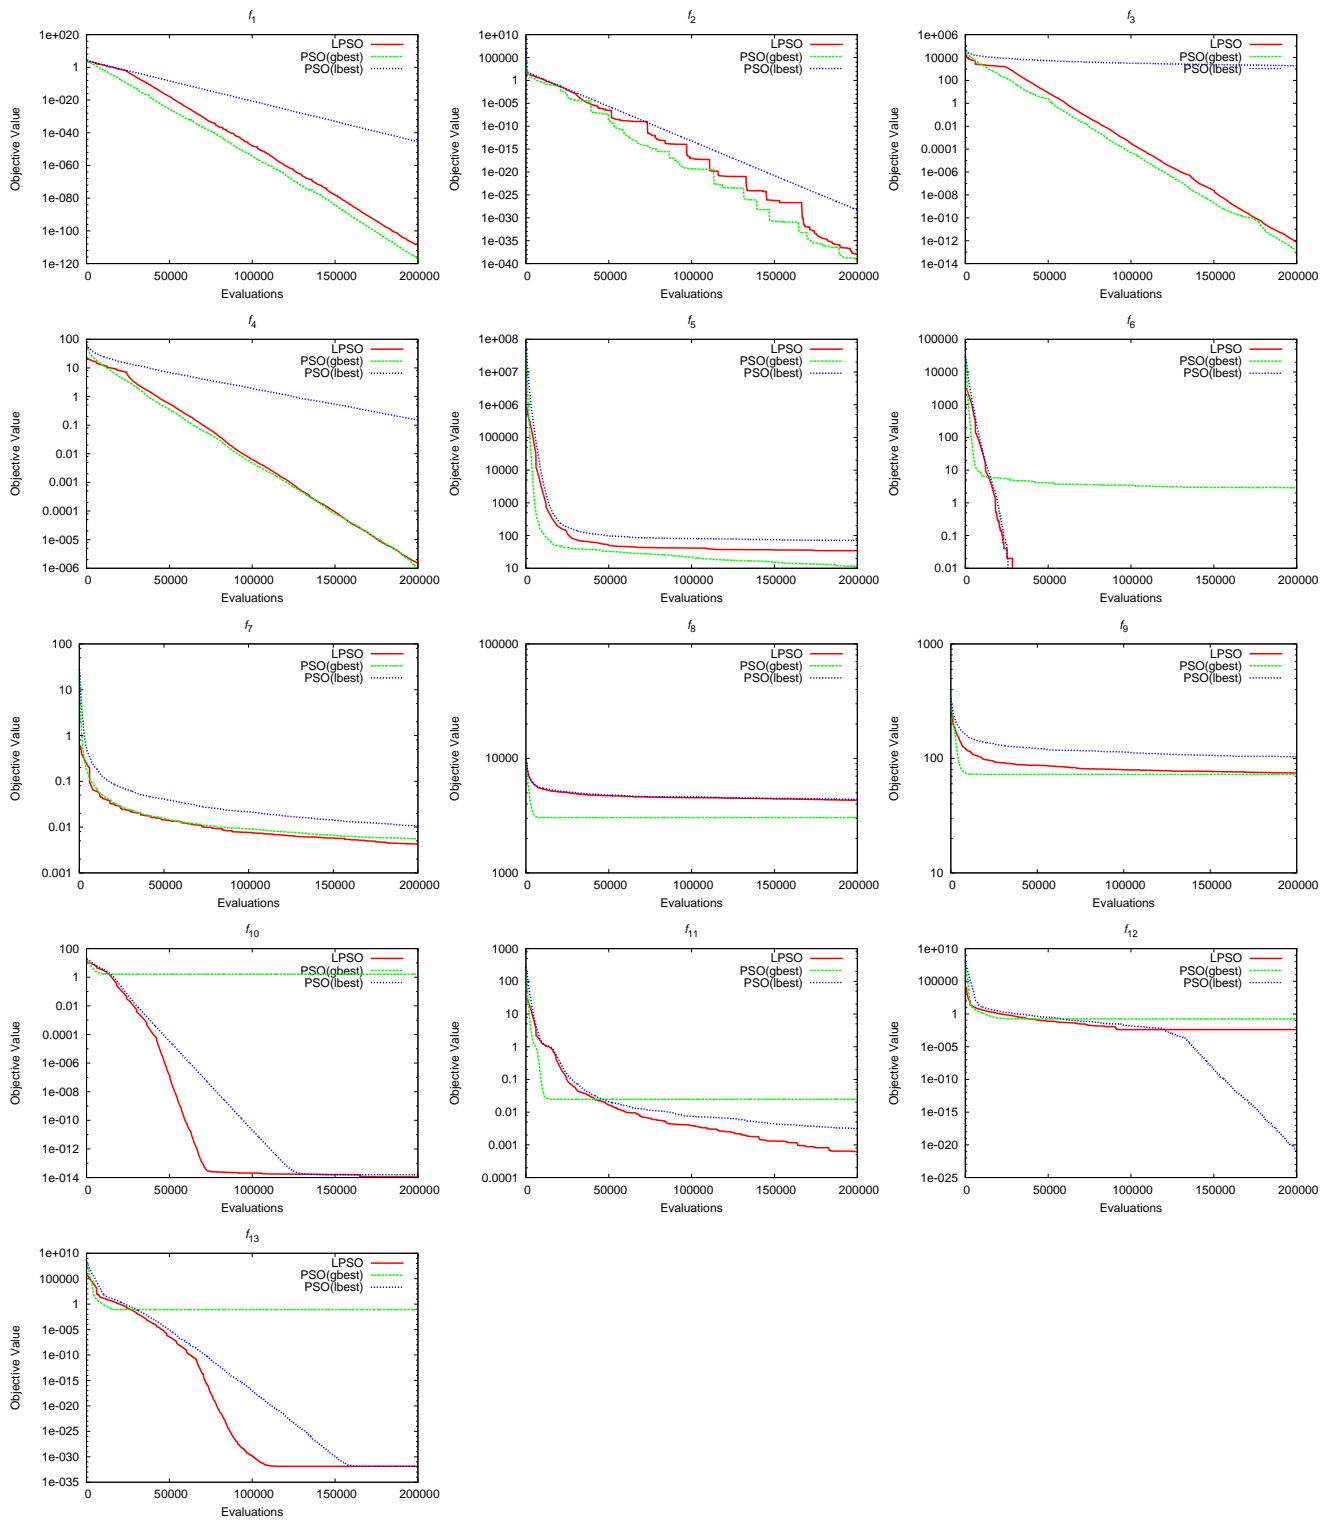 f1
1e+020
1
1e-020
1e-040
1e-060
1e-080
1e-100
1e-120
0 50000 100000 150000 200000
Objective Value
Evaluations
LPSO
PSO(gbest)
PSO(lbest)
f2
1e+010
100000
1
1e-005
1e-010
1e-015
1e-020
1e-025
1e-030
1e-035
1e-040
0 50000 100000 150000 200000
Objective Value
Evaluations
LPSO
PSO(gbest)
PSO(lbest)
f3
1e+006
10000
100
1
0.01
0.0001
1e-006
1e-008
1e-010
1e-012
1e-014
0 50000 100000 150000 200000
Objective Value
Evaluations
LPSO
PSO(gbest)
PSO(lbest)
f4
100
10
1
0.1
0.01
0.001
0.0001
1e-005
1e-006
0 50000 100000 150000 200000
Objective Value
Evaluations
LPSO
PSO(gbest)
PSO(lbest)
f5
1e+008
1e+007
1e+006
100000
10000
1000
100
10
0 50000 100000 150000 200000
Objective Value
Evaluations
LPSO
PSO(gbest)
PSO(lbest)
f6
100000
10000
1000
100
10
1
0.1
0.01
0 50000 100000 150000 200000
Objective Value
Evaluations
LPSO
PSO(gbest)
PSO(lbest)
f7
100
10
1
0.1
0.01
0.001
0 50000 100000 150000 200000
Objective Value
Evaluations
LPSO
PSO(gbest)
PSO(lbest)
f8
100000
10000
1000
0 50000 100000 150000 200000
Objective Value
Evaluations
LPSO
PSO(gbest)
PSO(lbest)
f9
1000
100
10
0 50000 100000 150000 200000
Objective Value
Evaluations
LPSO
PSO(gbest)
PSO(lbest)
f10
100
1
0.01
0.0001
1e-006
1e-008
1e-010
1e-012
1e-014
0 50000 100000 150000 200000
Objective Value
Evaluations
LPSO
PSO(gbest)
PSO(lbest)
f11
1000
100
10
1
0.1
0.01
0.001
0.0001
0 50000 100000 150000 200000
Objective Value
Evaluations
LPSO
PSO(gbest)
PSO(lbest)
f12
1e+010
100000
1
1e-005
1e-010
1e-015
1e-020
1e-025
0 50000 100000 150000 200000
Objective Value
Evaluations
LPSO
PSO(gbest)
PSO(lbest)
f13
1e+010
100000
1
1e-005
1e-010
1e-015
1e-020
1e-025
1e-030
1e-035
0 50000 100000 150000 200000
Objective Value
Evaluations
LPSO
PSO(gbest)
PSO(lbest)